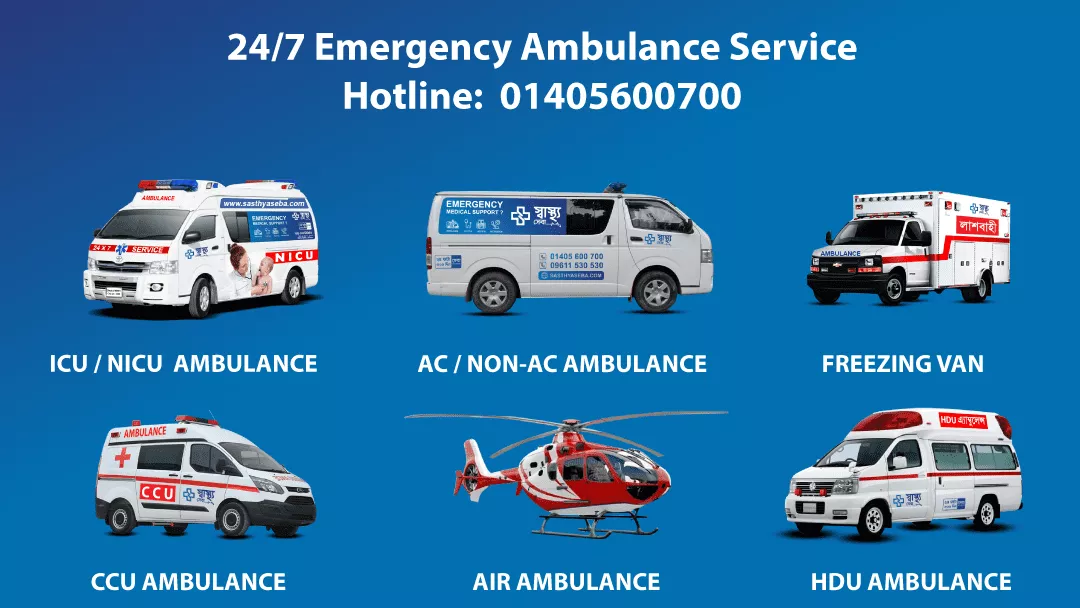 24/7 Emergency Ambulance Service
Hotline: 01405600700
AMBULANCE
www.sasthyaseba.com
EMERGENCY
MEDICAL SUPPORT ?
24 X 7 SERVICE
স্বাস্থ্য
NICU
EMERGENCY
MEDICAL SUPPORT ?
স্বাস্থ্য
সেবা
স্বাস্থ্য
01405 600 700
09611 530 530
SASTHYASEBA.COM
স্বাস্থ্য
লাশবাহী
AMBULANCE
ICU / NICU AMBULANCE
AC / NON-AC AMBULANCE
FREEZING VAN
AMBULANCE
CCU
স্বাস্থ্য
সেবা
HDU এ্যাম্বুলেন্স
স্বাস্থ্য
CCU AMBULANCE
AIR AMBULANCE
HDU AMBULANCE